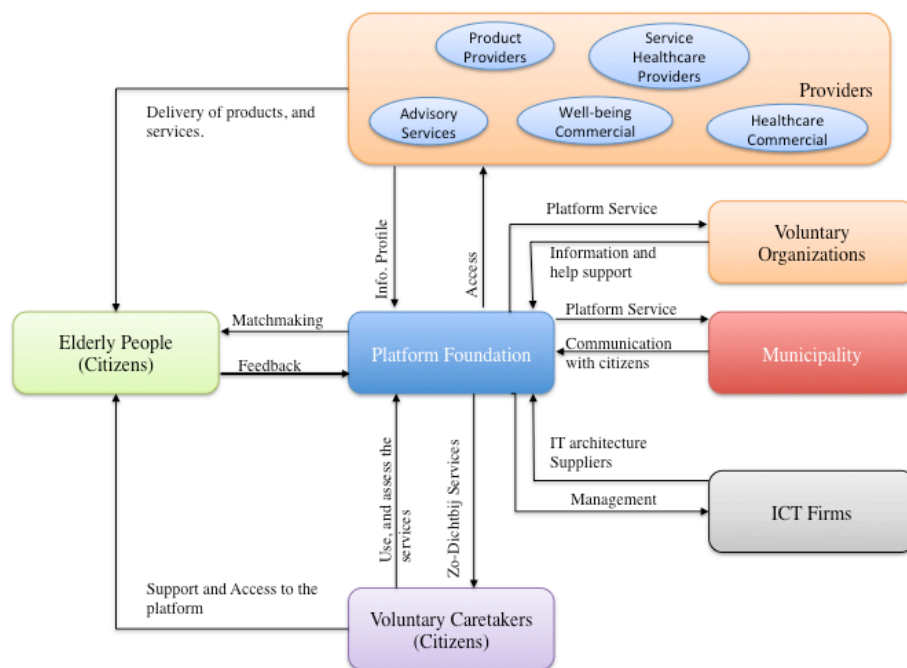 Product
Providers
Service
Healthcare
Providers
Providers
Advisory
Services
Well-being
Commercial
Healthcare
Commercial
Delivery of products, and
services.
Info. Profile
Access
Platform Service
Voluntary
Organizations
Information and
help support
Matchmaking
Elderly People
(Citizens)
Feedback
Platform Foundation
Platform Service
Communication
with citizens
Municipality
IT architecture
Suppliers
Management
ICT Firms
Use, and assess the
services
Zo-Dichtbij Services
Support and Access to the
platform
Voluntary Caretakers
(Citizens)